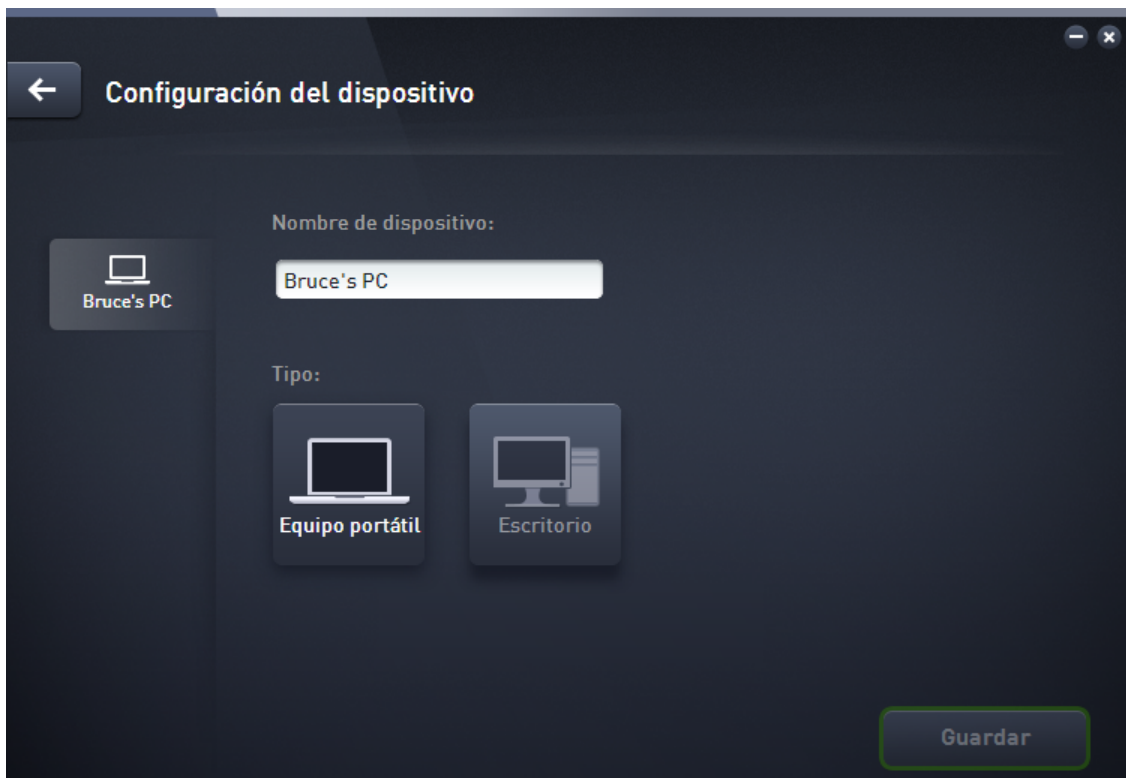 Configuración del dispositivo
Nombre de dispositivo:
Bruce's PC
Bruce's PC
Tipo:
Equipo portátil
Escritorio
Guardar